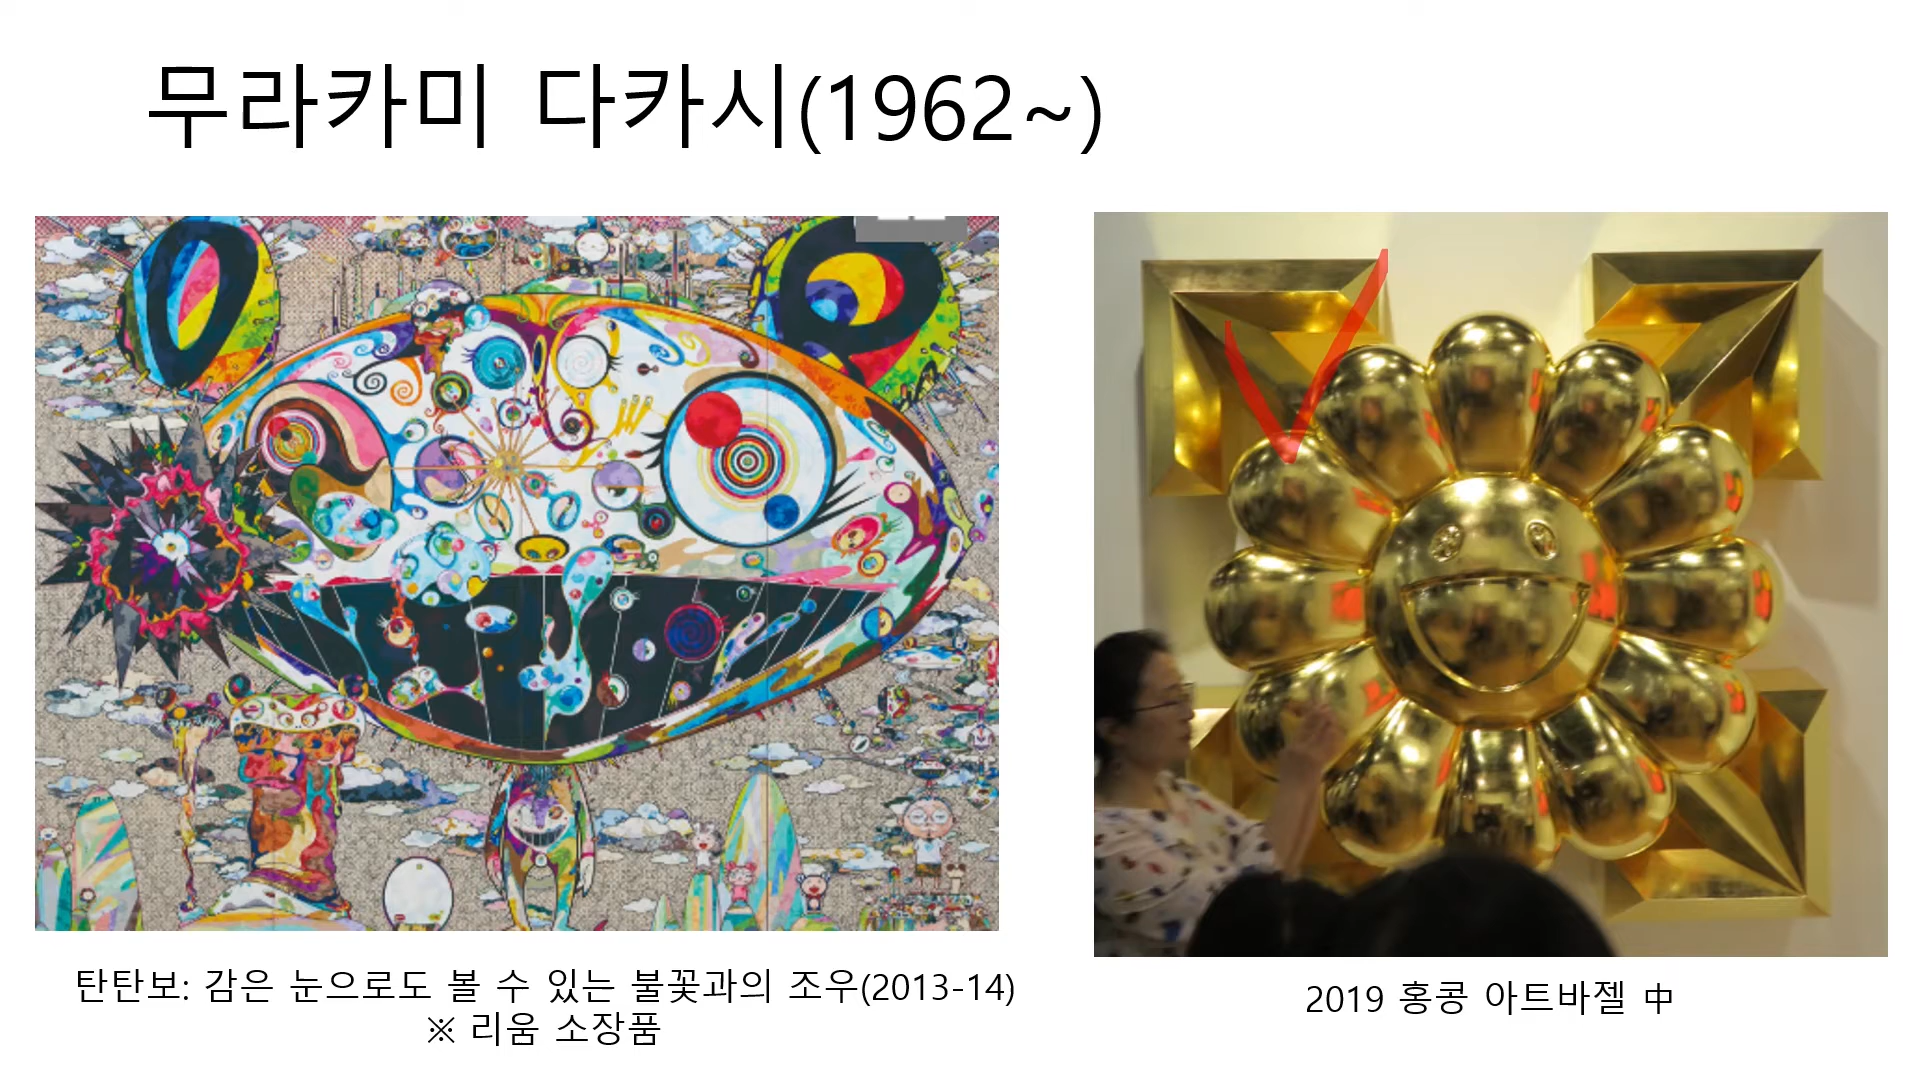 무라카미 다카시(1962~)
탄탄보: 감은 눈으로도 볼 수 있는 불꽃과의 조우(2013-14)
※ 리움 소장품
2019 홍콩 아트바젤 中